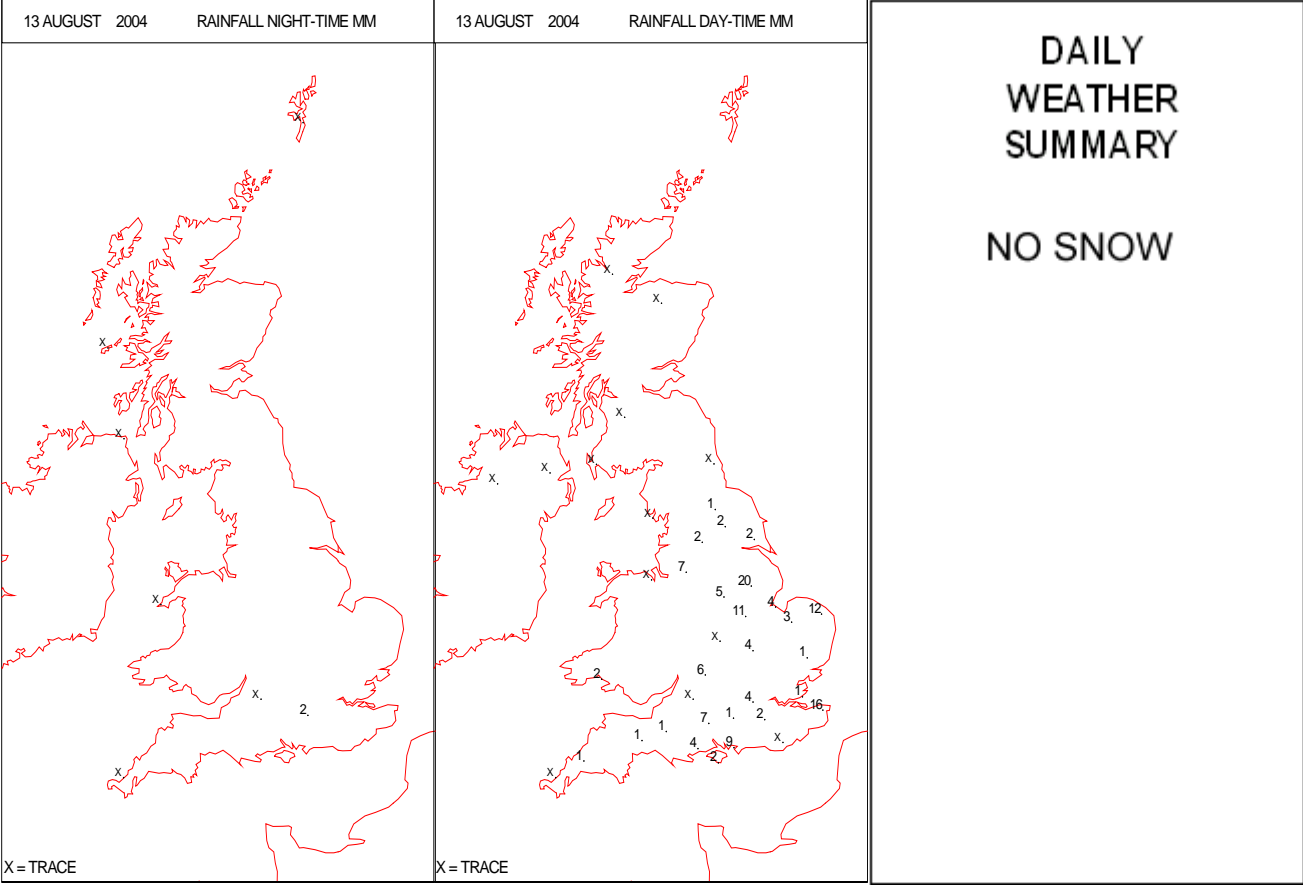 13 AUGUST 2004 RAINFALL NIGHT-TIME MM
X.
X.
X.
X.
X.
2.
X.
X = TRACE
13 AUGUST 2004 RAINFALL DAY-TIME MM
X.
X.
X.
X.
X.
X.
X.
1.
X.
2.
2.
2.
7.
X.
20.
5.
4.
11.
12.
3.
X.
4.
1.
6.
2
1.
X.
4.
16.
7.
1.
2.
1.
1.
X.
4.
9.
1.
2.
X.
X = TRACE
DAILY
WEATHER
SUMMARY
NO SNOW